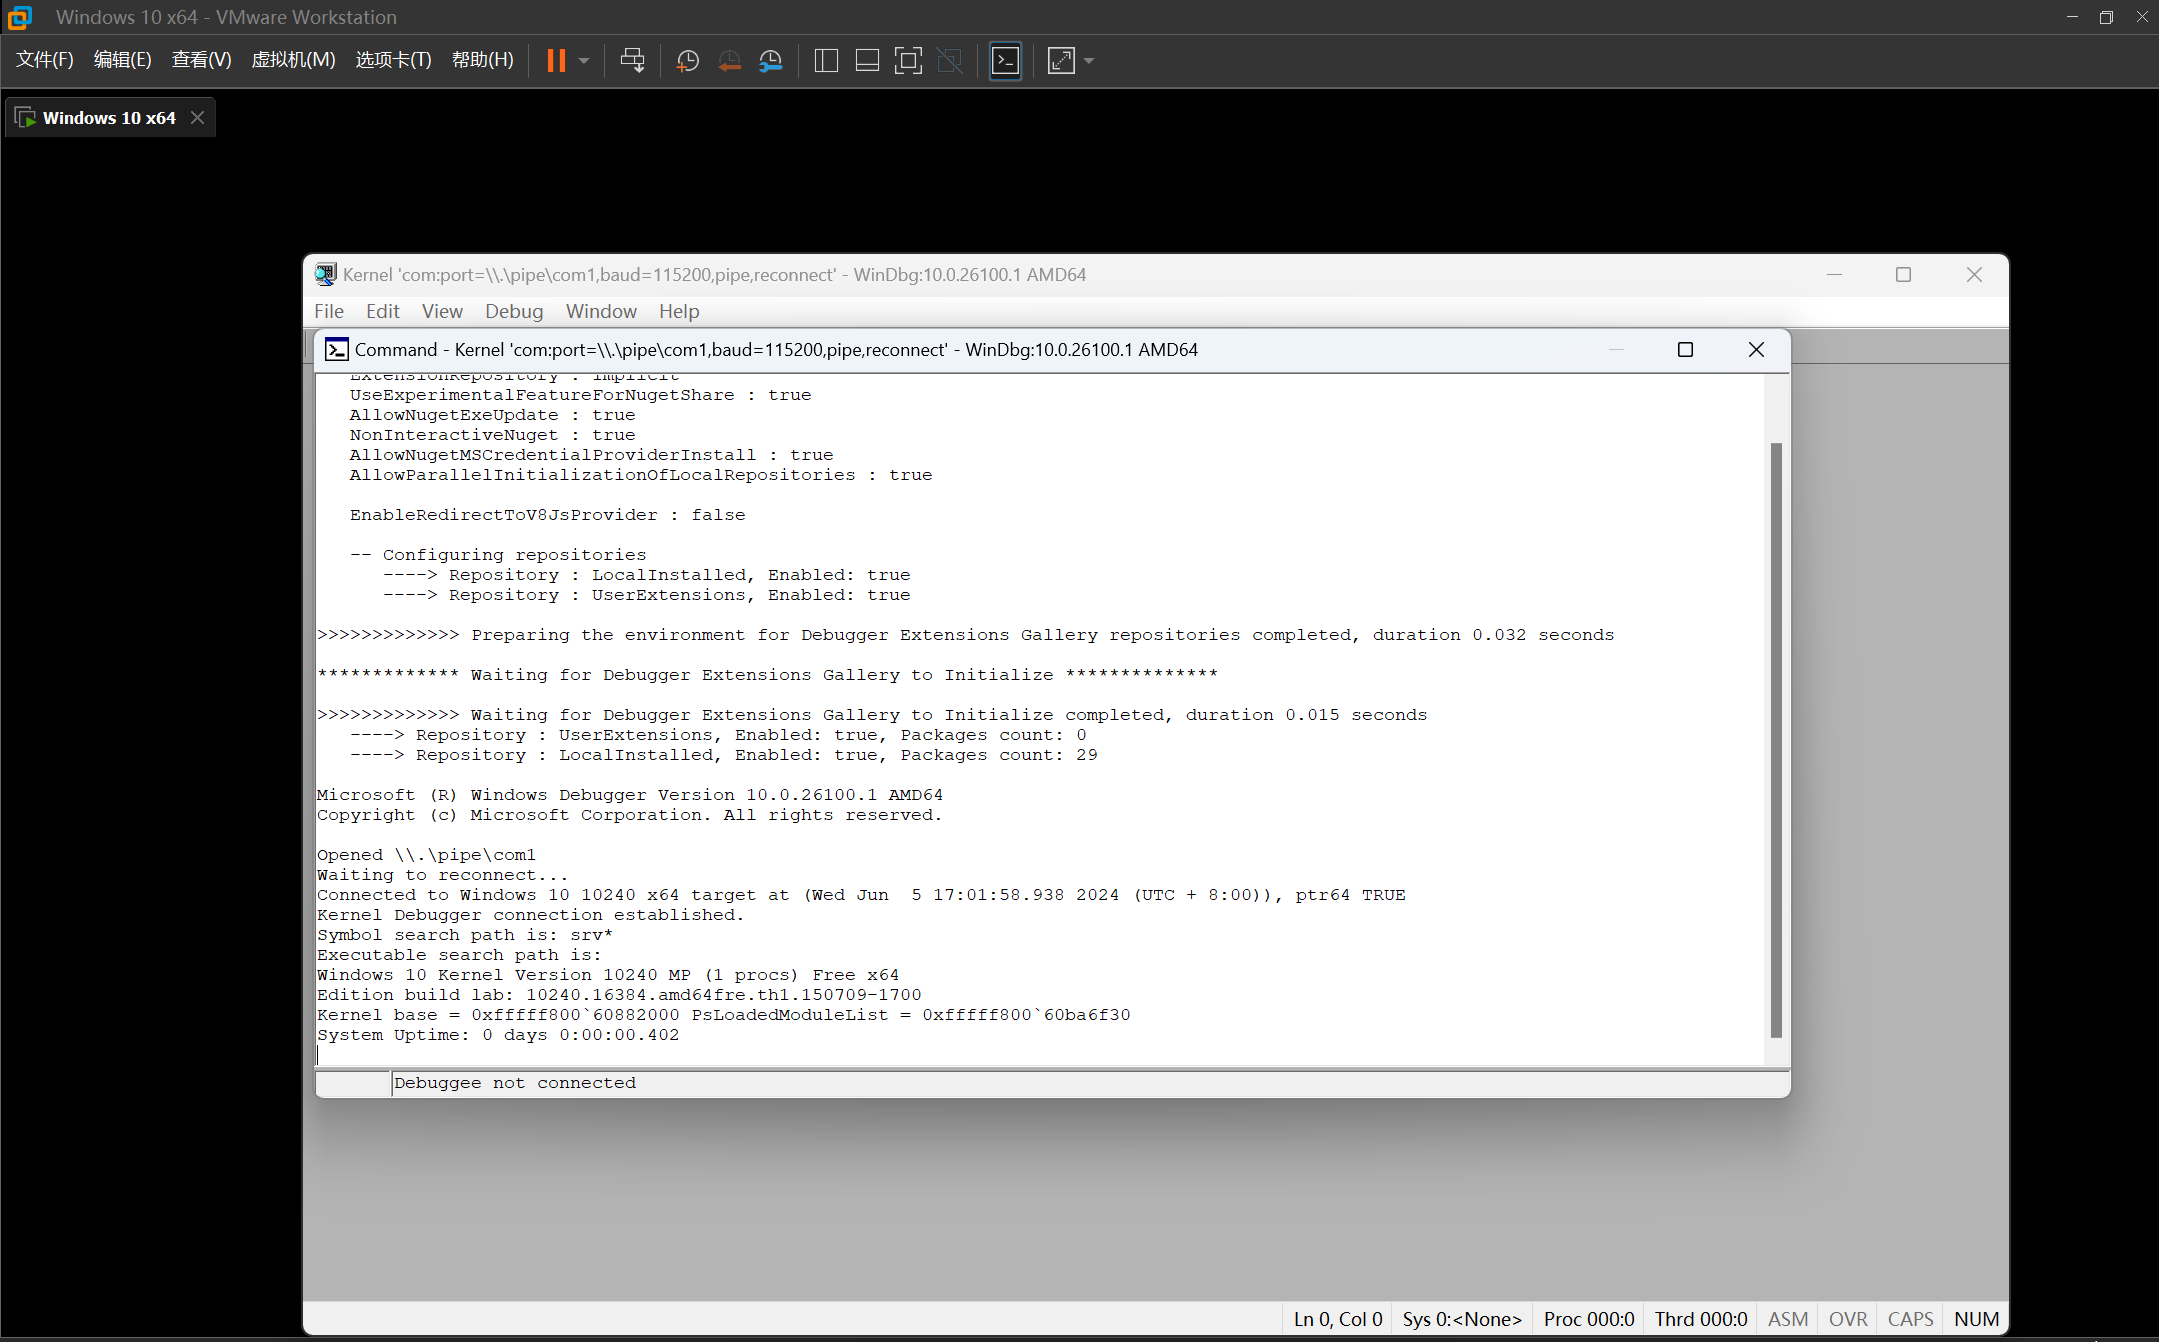 Windows 10 x64 - VMware Workstation
文件(F) 编辑(E) 查看(V) 虚拟机(M) 选项卡(T) 帮助(H)
Windows 10 x64
Kernel 'com:port=\\.\pipe\com1,baud=115200,pipe,reconnect' - WinDbg:10.0.26100.1 AMD64
File Edit View Debug Window Help
Command - Kernel 'com:port=\\.\pipe\com1,baud=115200,pipe,reconnect' - WinDbg:10.0.26100.1 AMD64
ExtensionRepository : Implicit
UseExperimentalFeatureForNugetShare : true
AllowNugetExeUpdate : true
NonInteractiveNuget : true
AllowNugetMSCredentialProviderInstall : true
AllowParallelInitializationOfLocalRepositories : true
EnableRedirectToV8JsProvider : false
-- Configuring repositories
----> Repository : LocalInstalled, Enabled: true
----> Repository : UserExtensions, Enabled: true
>>>>>>>>>>>>> Preparing the environment for Debugger Extensions Gallery repositories completed, duration 0.032 seconds
************* Waiting for Debugger Extensions Gallery to Initialize **************
>>>>>>>>>>>>> Waiting for Debugger Extensions Gallery to Initialize completed, duration 0.015 seconds
----> Repository : UserExtensions, Enabled: true, Packages count: 0
----> Repository : LocalInstalled, Enabled: true, Packages count: 29
Microsoft (R) Windows Debugger Version 10.0.26100.1 AMD64
Copyright (c) Microsoft Corporation. All rights reserved.
Opened \\.\pipe\com1
Waiting to reconnect...
Connected to Windows 10 10240 x64 target at (Wed Jun  5 17:01:58.938 2024 (UTC + 8:00)), ptr64 TRUE
Kernel Debugger connection established.
Symbol search path is: srv*
Executable search path is:
Windows 10 Kernel Version 10240 MP (1 procs) Free x64
Edition build lab: 10240.16384.amd64fre.th1.150709-1700
Kernel base = 0xfffff800`60882000 PsLoadedModuleList = 0xfffff800`60ba6f30
System Uptime: 0 days 0:00:00.402
Debuggee not connected
Ln 0, Col 0 Sys 0:<None> Proc 000:0 Thrd 000:0 ASM OVR CAPS NUM